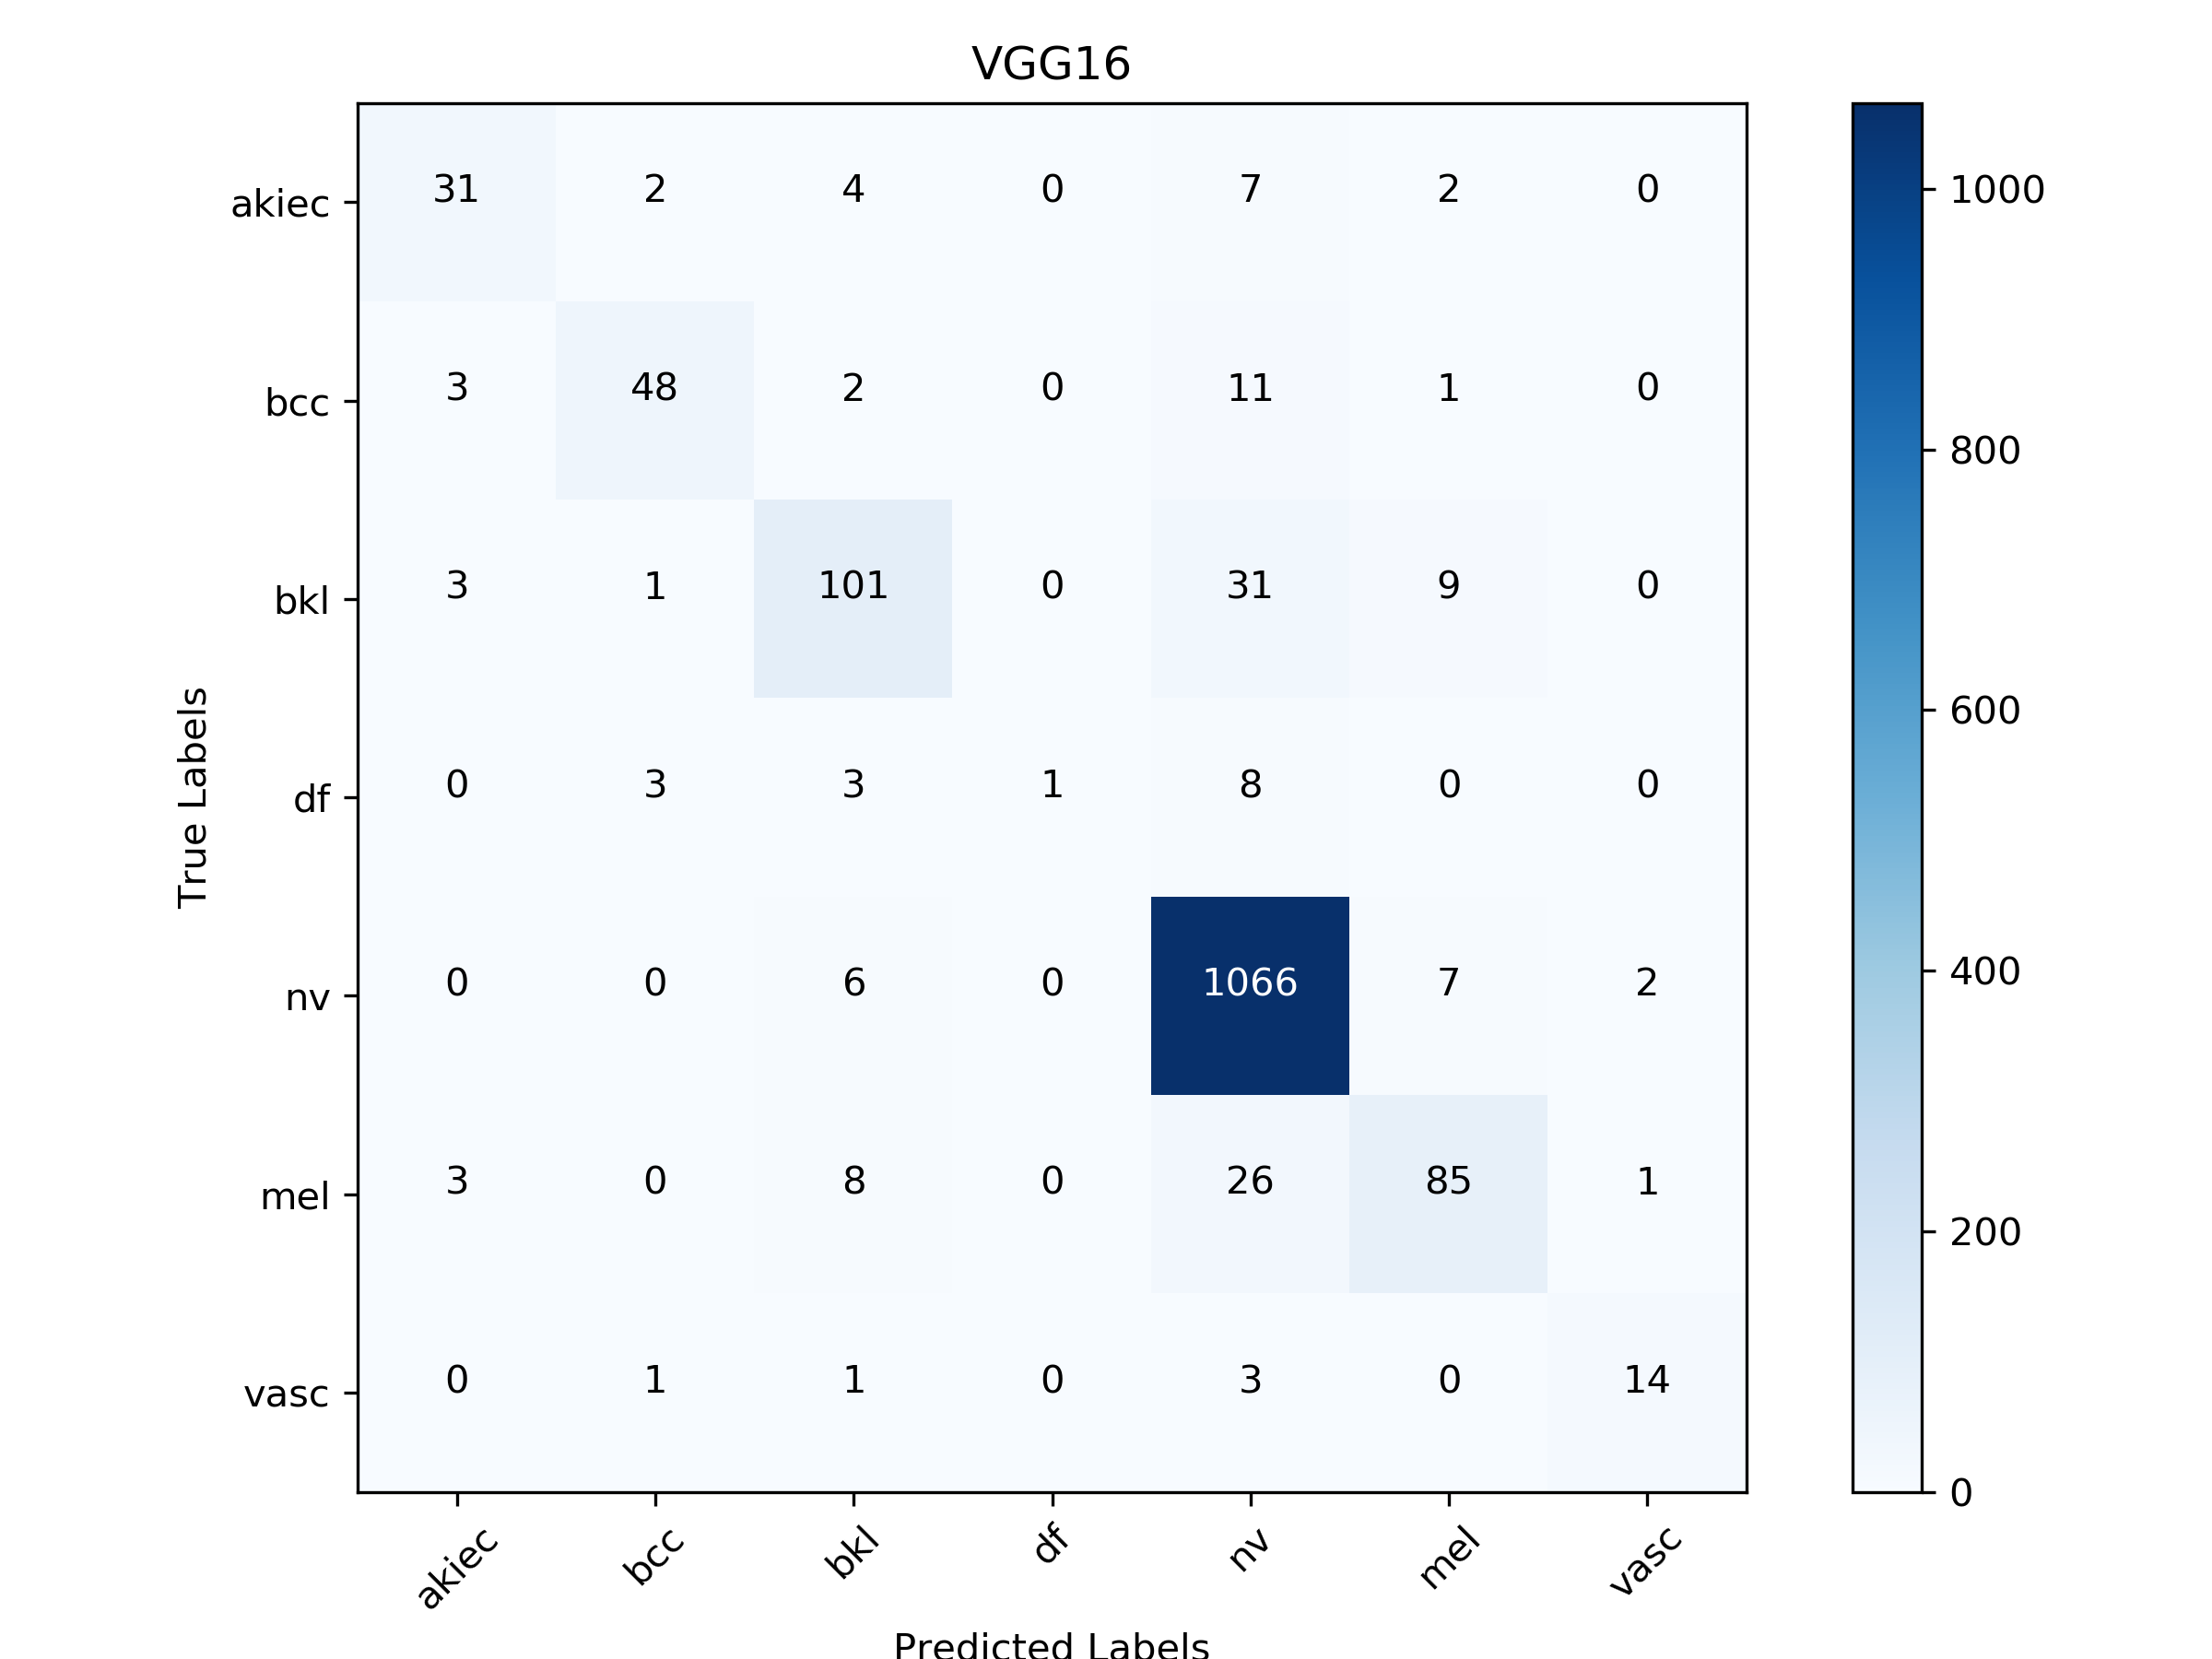 VGG16
akiec 31 2 4 0 7 2 0
bcc 3 48 2 0 11 1 0
bkl 3 1 101 0 31 9 0
df 0 3 3 1 8 0 0
nv 0 0 6 0 1066 7 2
mel 3 0 8 0 26 85 1
vasc 0 1 1 0 3 0 14
akiec bcc bkl df nv mel vasc
True Labels
Predicted Labels
1000
800
600
400
200
0